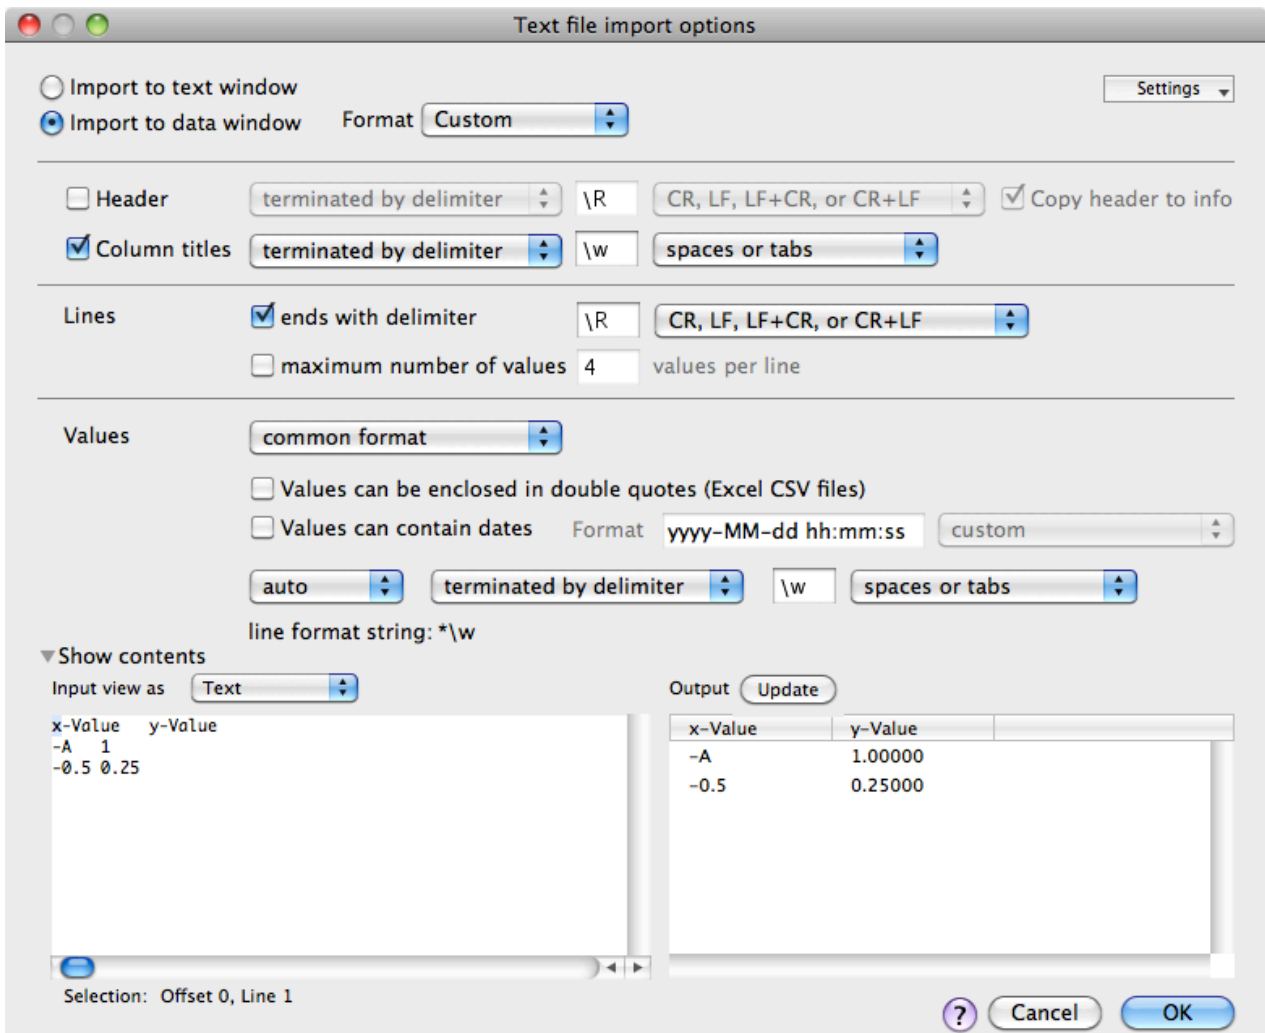 Text file import options
Import to text window
Settings
Import to data window Format Custom
Header terminated by delimiter \R CR, LF, LF+CR, or CR+LF Copy header to info
Column titles terminated by delimiter \w spaces or tabs
Lines ends with delimiter \R CR, LF, LF+CR, or CR+LF
maximum number of values 4 values per line
Values common format
Values can be enclosed in double quotes (Excel CSV files)
Values can contain dates Format yyyy-MM-dd hh:mm:ss custom
auto terminated by delimiter \w spaces or tabs
line format string: *\w
Show contents
Input view as Text Output Update
x-Value y-Value
-A 1
-0.5 0.25
x-Value y-Value
-A 1.00000
-0.5 0.25000
Selection: Offset 0, Line 1
? Cancel OK